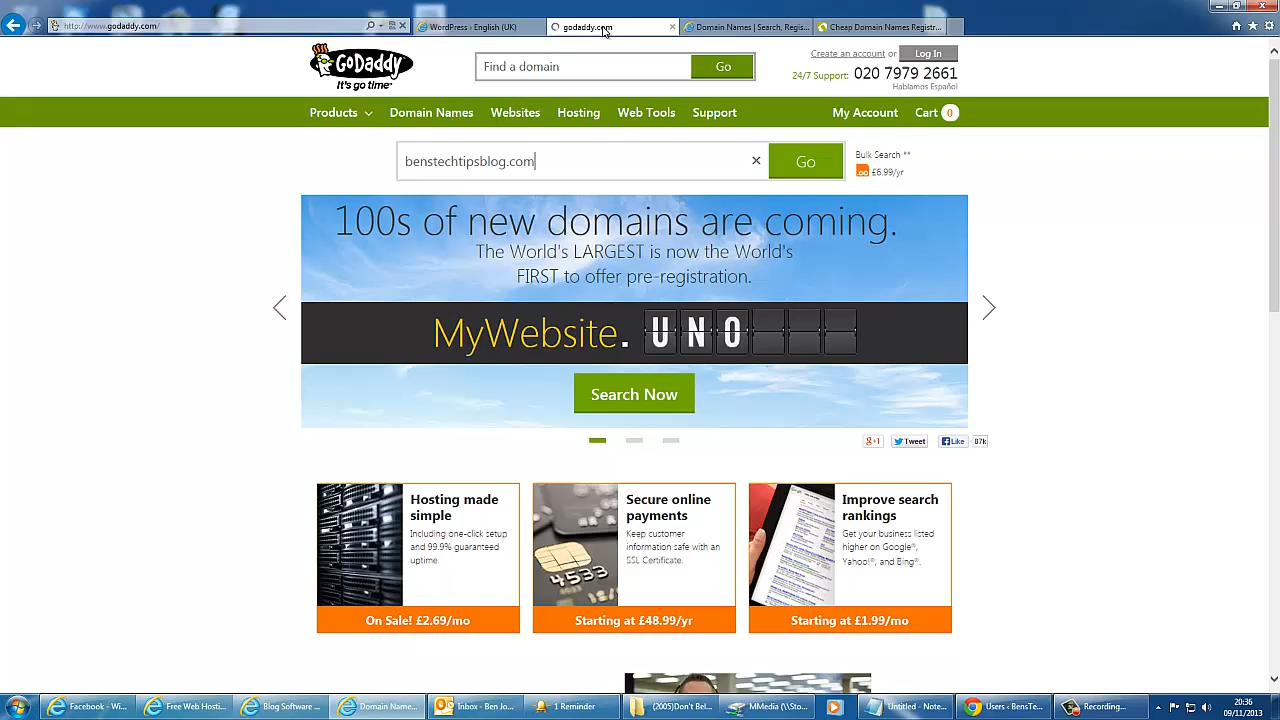 http://www.godaddy.com/
WordPress › English (UK)
godaddy.com
Domain Names | Search, Regis...
Cheap Domain Names Registr...
GoDaddy
It's go time™
Find a domain
Go
Create an account or
Log In
24/7 Support: 020 7979 2661
Hablamos Español
Products
Domain Names
Websites
Hosting
Web Tools
Support
My Account
Cart 0
benstechtipsblog.com
Go
Bulk Search **
£6.99/yr
100s of new domains are coming.
The World's LARGEST is now the World's
FIRST to offer pre-registration.
MyWebsite. UNO
Search Now
g+1
Tweet
Like
87k
Hosting made
simple
Including one-click setup
and 99.9% guaranteed
uptime.
On Sale! £2.69/mo
4533
Secure online
payments
Keep customer
information safe with an
SSL Certificate.
Starting at £48.99/yr
Improve search
rankings
Get your business listed
higher on Google®,
Yahoo!®, and Bing®.
Starting at £1.99/mo
Facebook - Wi...
Free Web Hosti...
Blog Software ...
Domain Name...
Inbox - Ben Jo...
1 Reminder
(2005)Don't Bel...
MMedia (\\Sto...
Untitled - Note...
Users ‹ BensTe...
Recording...
20:36
09/11/2013